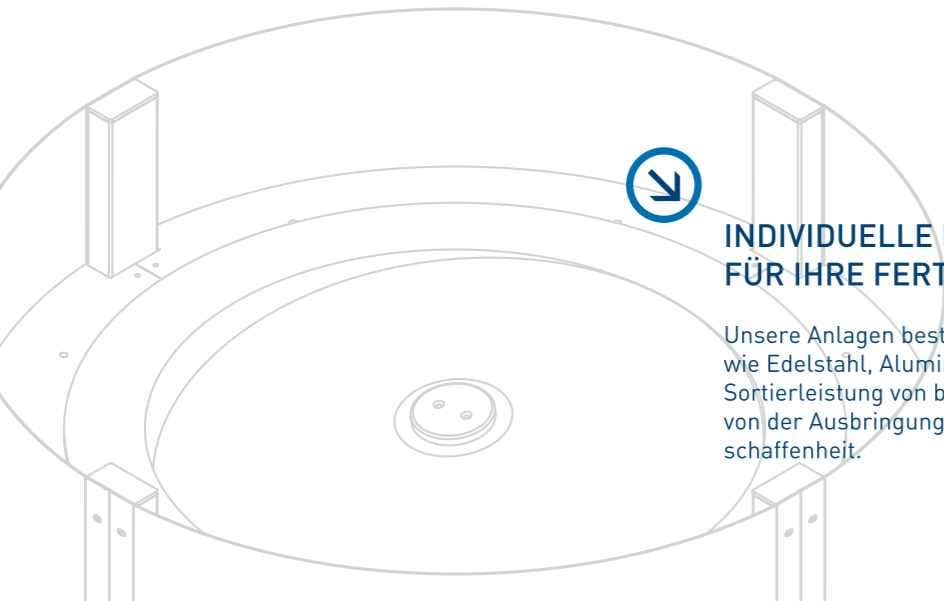 INDIVIDUELLE
FÜR IHRE FERT
Unsere Anlagen best
wie Edelstahl, Alumi
Sortierleistung von b
von der Ausbringung
schaffenheit.